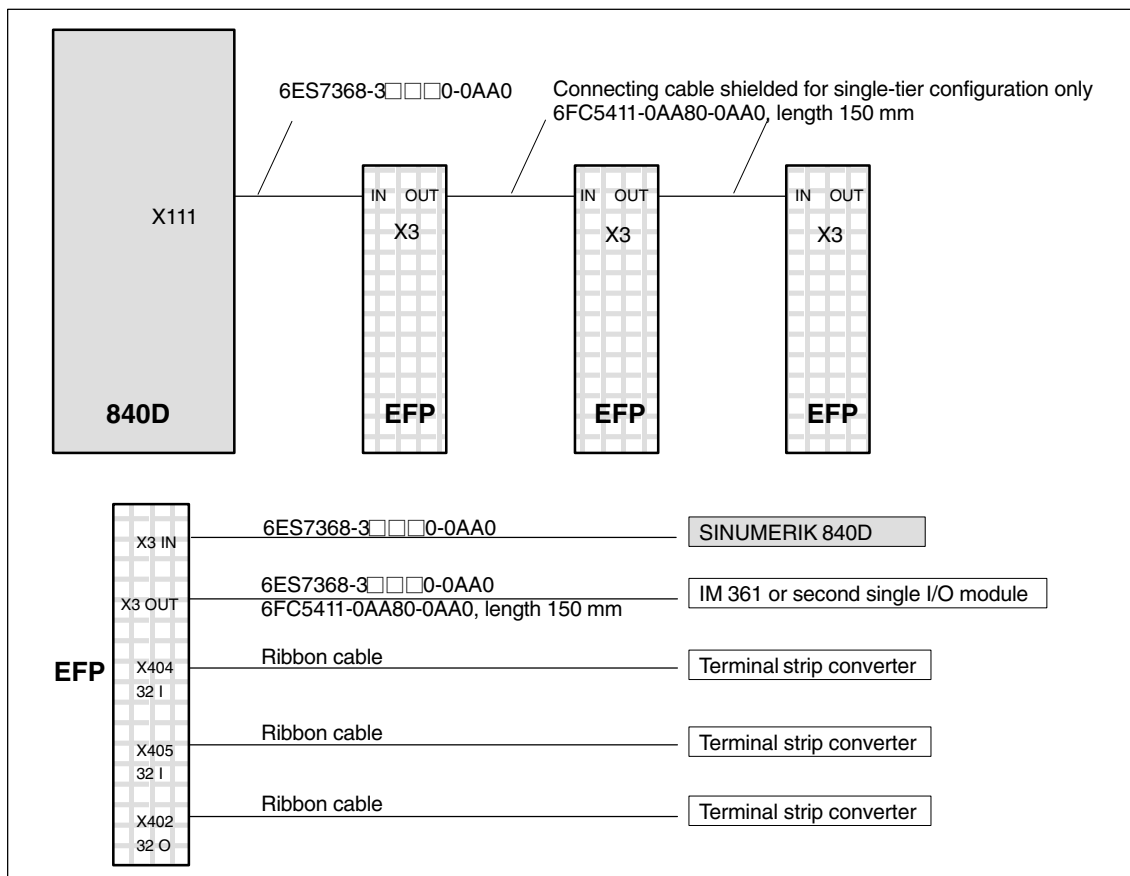 6ES7368-3□□□0-0AA0
Connecting cable shielded for single-tier configuration only
6FC5411-0AA80-0AA0, length 150 mm
X111
IN OUT
X3
IN OUT
X3
IN OUT
X3
840D
EFP
EFP
EFP
X3 IN
6ES7368-3□□□0-0AA0
SINUMERIK 840D
X3 OUT
6ES7368-3□□□0-0AA0
6FC5411-0AA80-0AA0, length 150 mm
IM 361 or second single I/O module
EFP
X404
32 I
Ribbon cable
Terminal strip converter
X405
32 I
Ribbon cable
Terminal strip converter
X402
32 O
Ribbon cable
Terminal strip converter